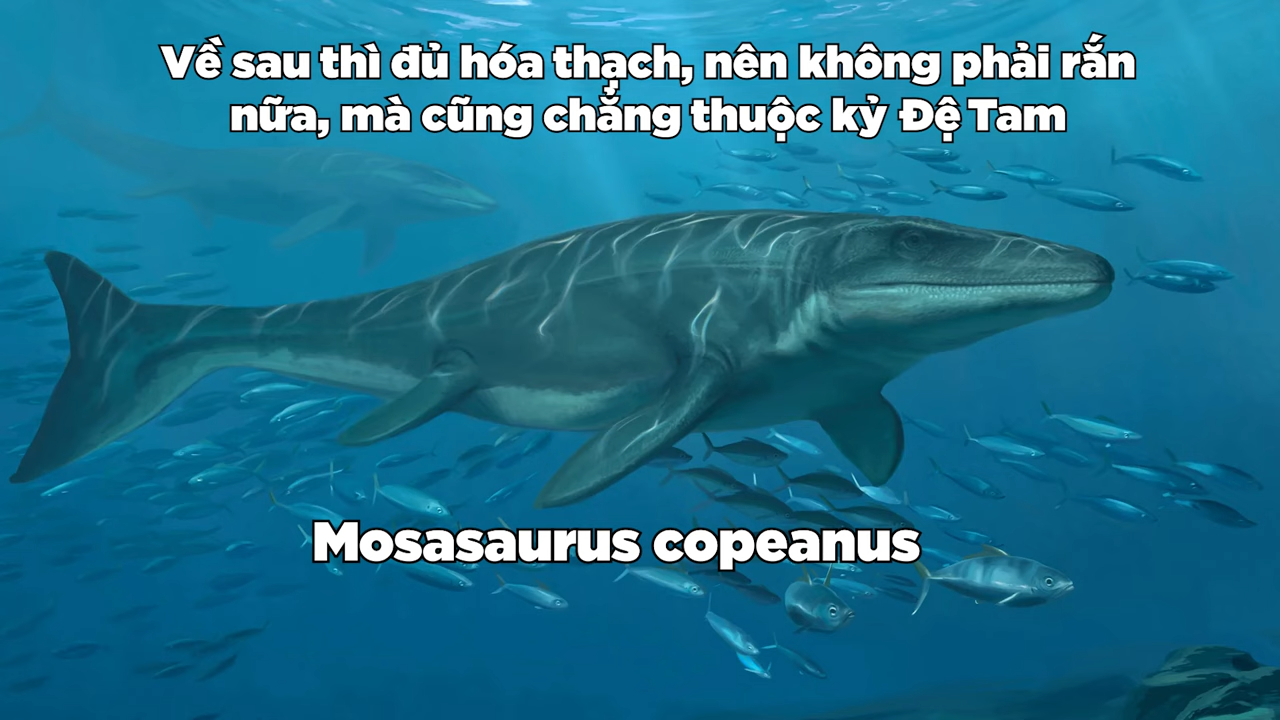 Về sau thì đủ hóa thạch, nên không phải rắn
nữa, mà cũng chẳng thuộc kỷ Đệ Tam
Mosasaurus copeanus